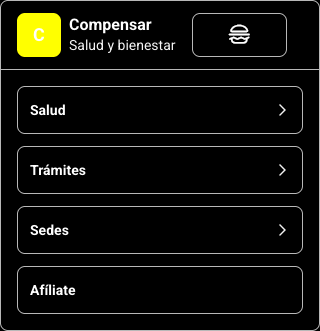 C
Compensar
Salud y bienestar
Salud
Trámites
Sedes
Afíliate